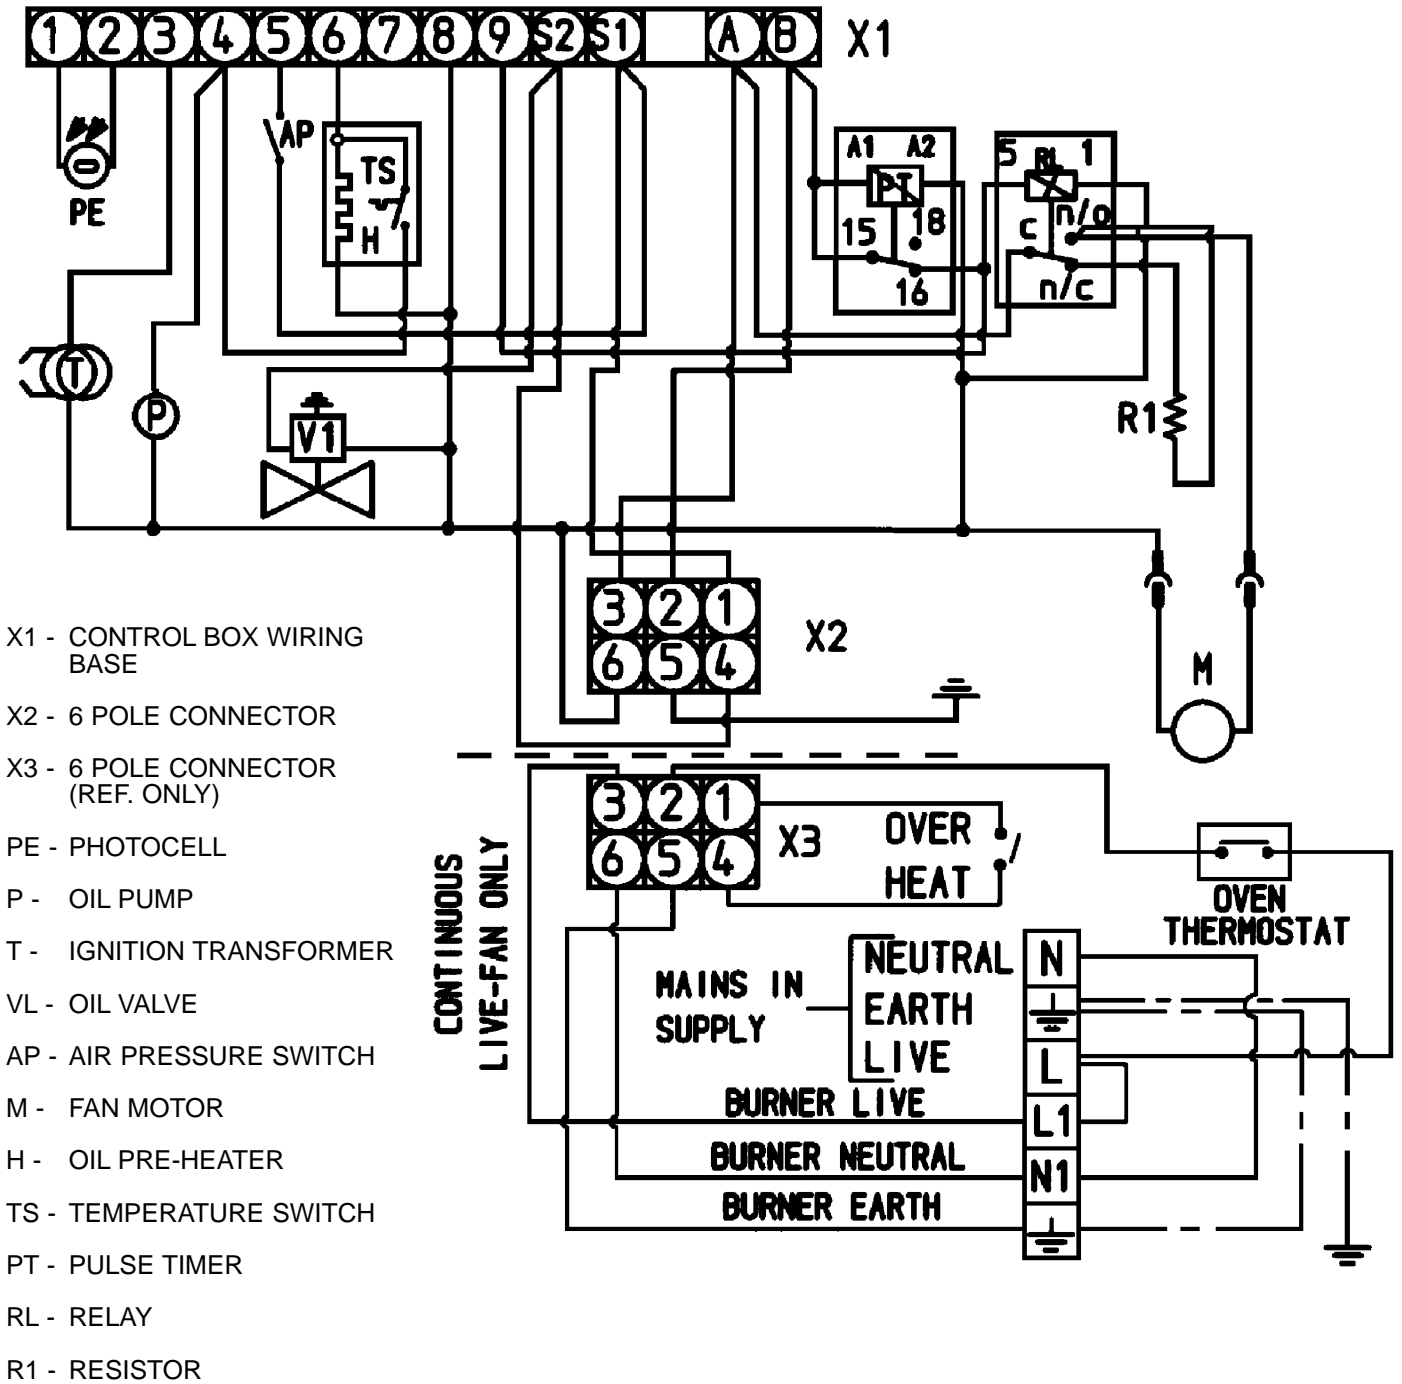 1 2 3 4 5 6 7 8 9 S2 S1 A B X1
AP
A1 A2
5 RL 1
TS
PT
PE
H
15 18
C n/o
16
n/c
T
P
V1
R1
3 2 1
6 5 4
X2
M
X1 - CONTROL BOX WIRING
BASE
X2 - 6 POLE CONNECTOR
X3 - 6 POLE CONNECTOR
(REF. ONLY)
PE - PHOTOCELL
P - OIL PUMP
T - IGNITION TRANSFORMER
VL - OIL VALVE
AP - AIR PRESSURE SWITCH
M - FAN MOTOR
H - OIL PRE-HEATER
TS - TEMPERATURE SWITCH
PT - PULSE TIMER
RL - RELAY
R1 - RESISTOR
CONTINUOUS
LIVE-FAN ONLY
3 2 1
6 5 4
X3
OVER
HEAT
OVEN
THERMOSTAT
MAINS IN
SUPPLY
NEUTRAL
EARTH
LIVE
N
L
L1
N1
BURNER LIVE
BURNER NEUTRAL
BURNER EARTH